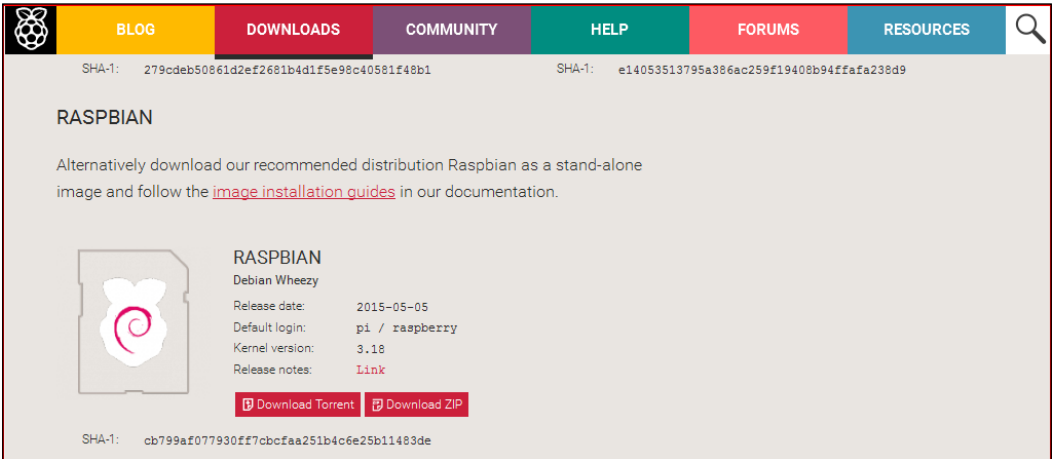 BLOG DOWNLOADS COMMUNITY HELP FORUMS RESOURCES
SHA-1: 279cdeb50861d2ef2681b4d1f5e98c40581f48b1 SHA-1: e14053513795a386ac259f19408b94ffafa238d9
RASPBIAN
Alternatively download our recommended distribution Raspbian as a stand-alone
image and follow the image installation guides in our documentation.
RASPBIAN
Debian Wheezy
Release date: 2015-05-05
Default login: pi / raspberry
Kernel version: 3.18
Release notes: Link
Download Torrent Download ZIP
SHA-1: cb799af077930ff7cbcfaa251b4c6e25b11483de